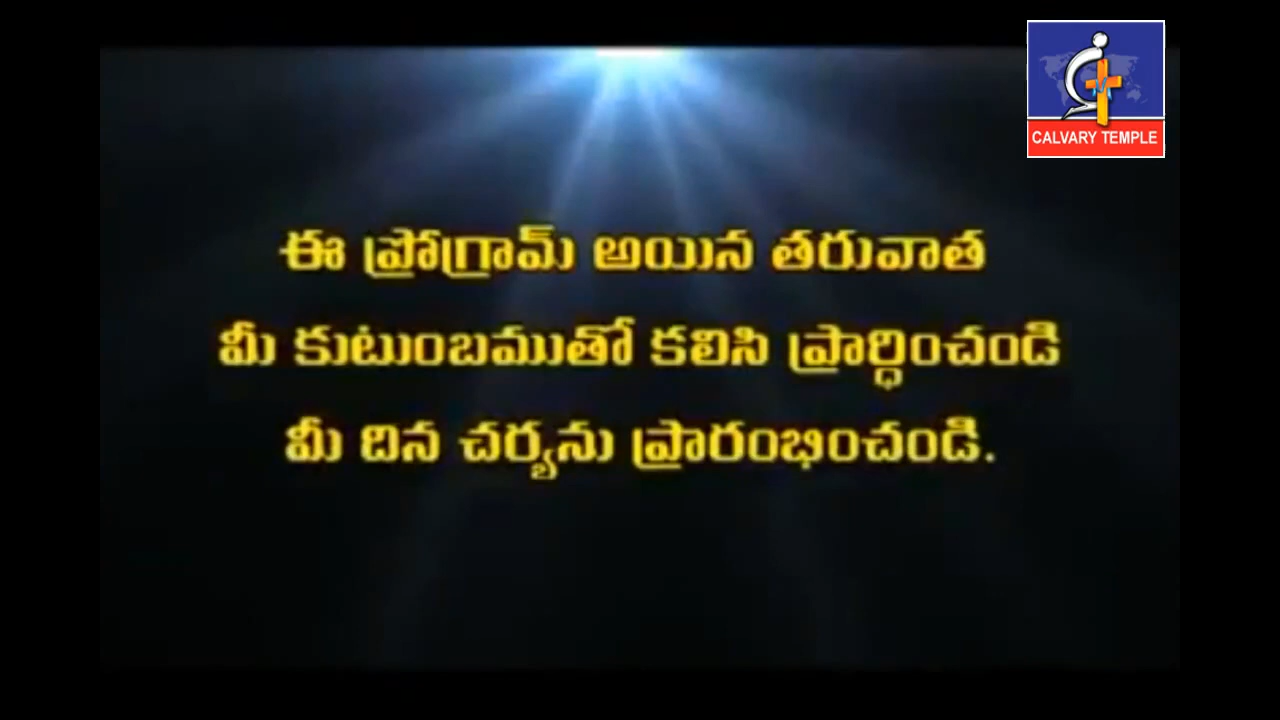 CALVARY TEMPLE
ఈ ప్రోగ్రామ్ అయిన తరువాత
మీ కుటుంబముతో కలిసి ప్రార్ధించండి
మీ దిన చర్యను ప్రారంభించండి.